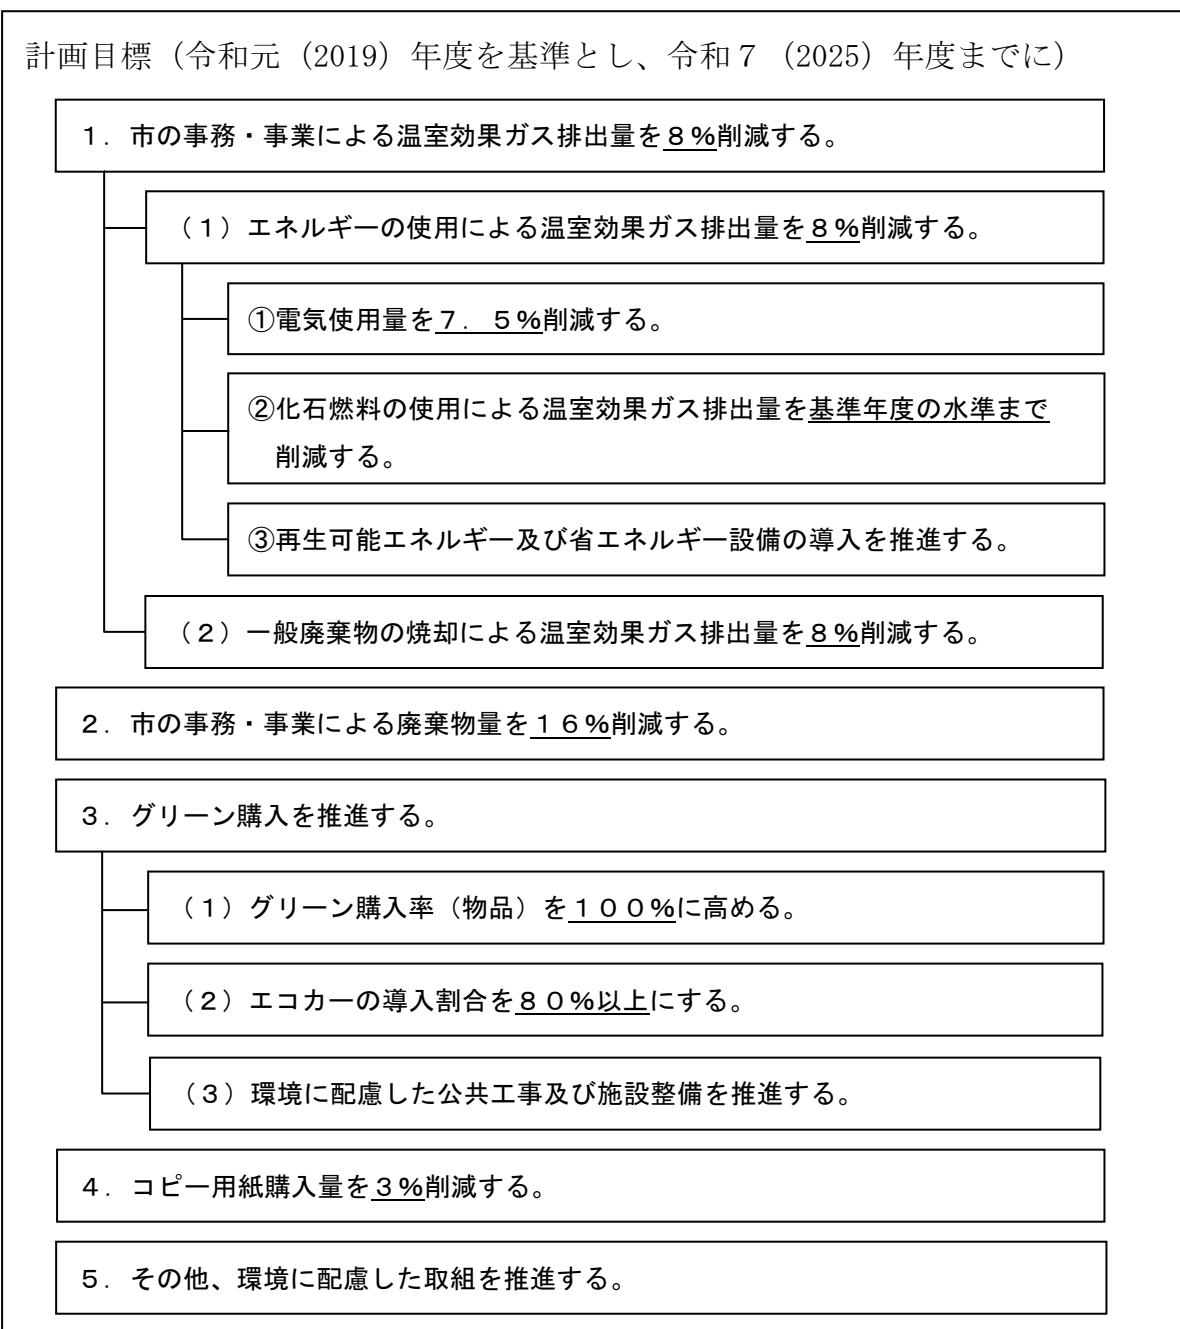 計画目標（令和元（2019）年度を基準とし、令和７（2025）年度までに）
１．市の事務・事業による温室効果ガス排出量を８％削減する。
（１）エネルギーの使用による温室効果ガス排出量を８％削減する。
①電気使用量を７．５％削減する。
②化石燃料の使用による温室効果ガス排出量を基準年度の水準まで
削減する。
③再生可能エネルギー及び省エネルギー設備の導入を推進する。
（２）一般廃棄物の焼却による温室効果ガス排出量を８％削減する。
２．市の事務・事業による廃棄物量を１６％削減する。
３．グリーン購入を推進する。
（１）グリーン購入率（物品）を１００％に高める。
（２）エコカーの導入割合を８０％以上にする。
（３）環境に配慮した公共工事及び施設整備を推進する。
４．コピー用紙購入量を３％削減する。
５．その他、環境に配慮した取組を推進する。